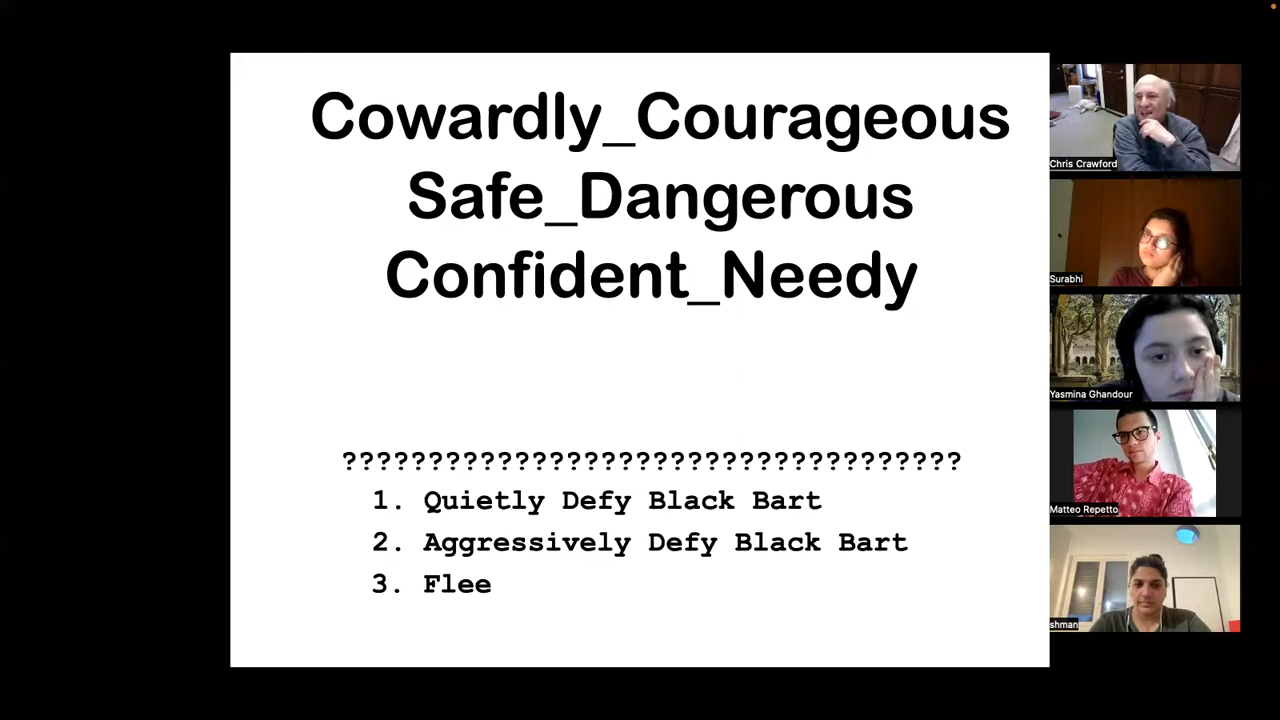 Cowardly_Courageous
Safe_Dangerous
Confident_Needy
????????????????????????????????????
1. Quietly Defy Black Bart
2. Aggressively Defy Black Bart
3. Flee
Chris Crawford
Surabhi
Yasmina Ghandour
Matteo Repetto
shman